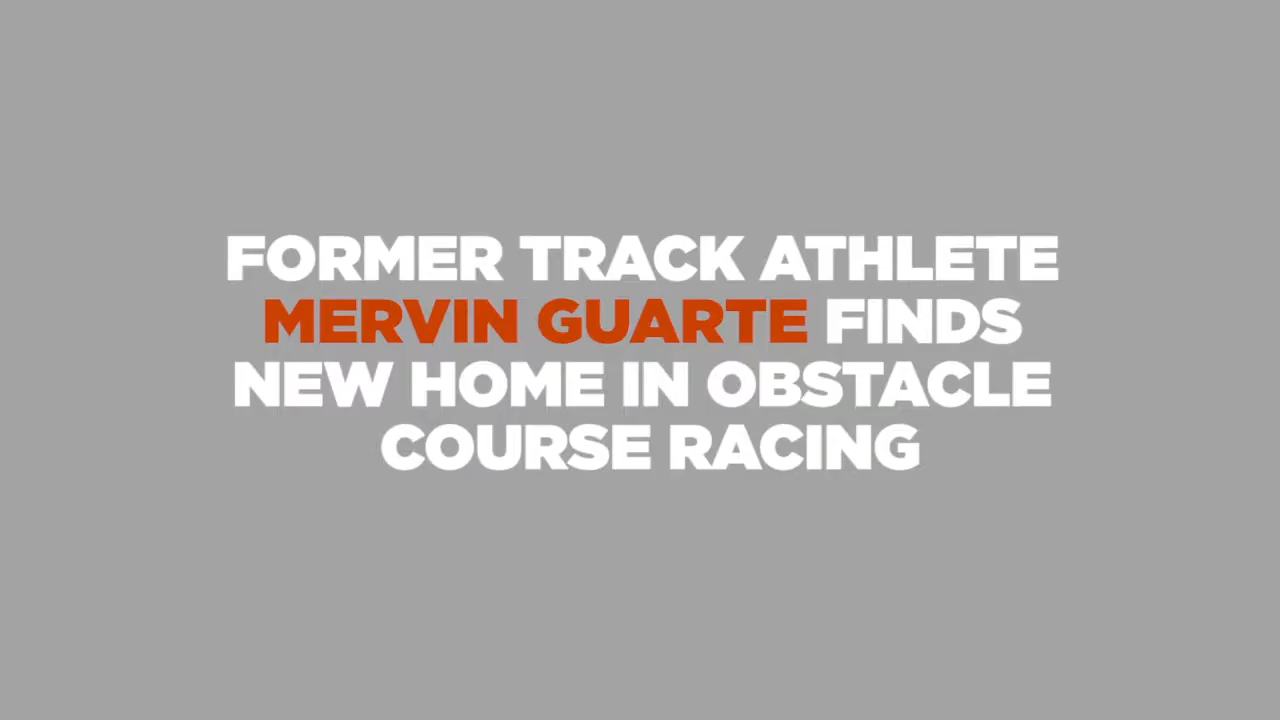 FORMER TRACK ATHLETE
MERVIN GUARTE FINDS
NEW HOME IN OBSTACLE
COURSE RACING